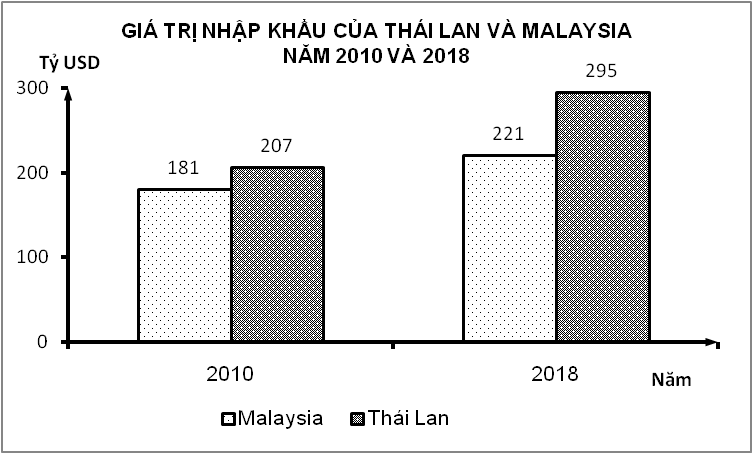 GIÁ TRỊ NHẬP KHẨU CỦA THÁI LAN VÀ MALAYSIA
NĂM 2010 VÀ 2018
Tỷ USD
300
200
100
0
181
207
221
295
2010
2018
Năm
Malaysia
Thái Lan